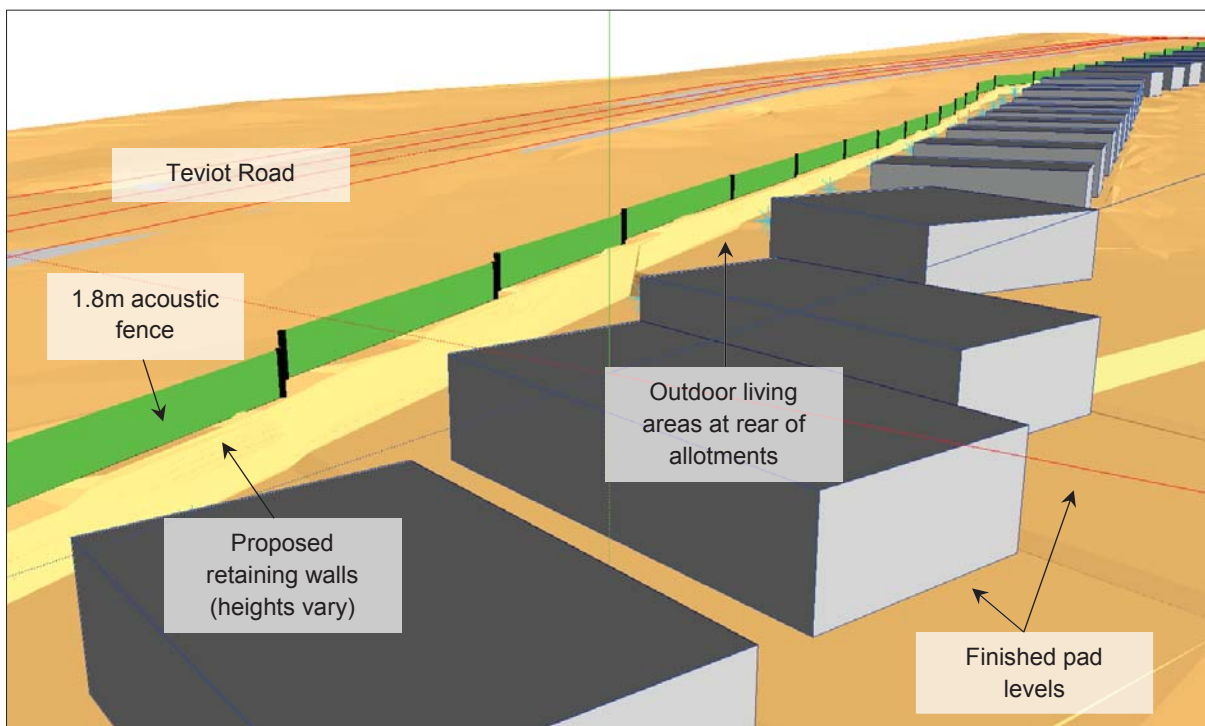 Teviot Road
1.8m acoustic
fence
Outdoor living
areas at rear of
allotments
Proposed
retaining walls
(heights vary)
Finished pad
levels